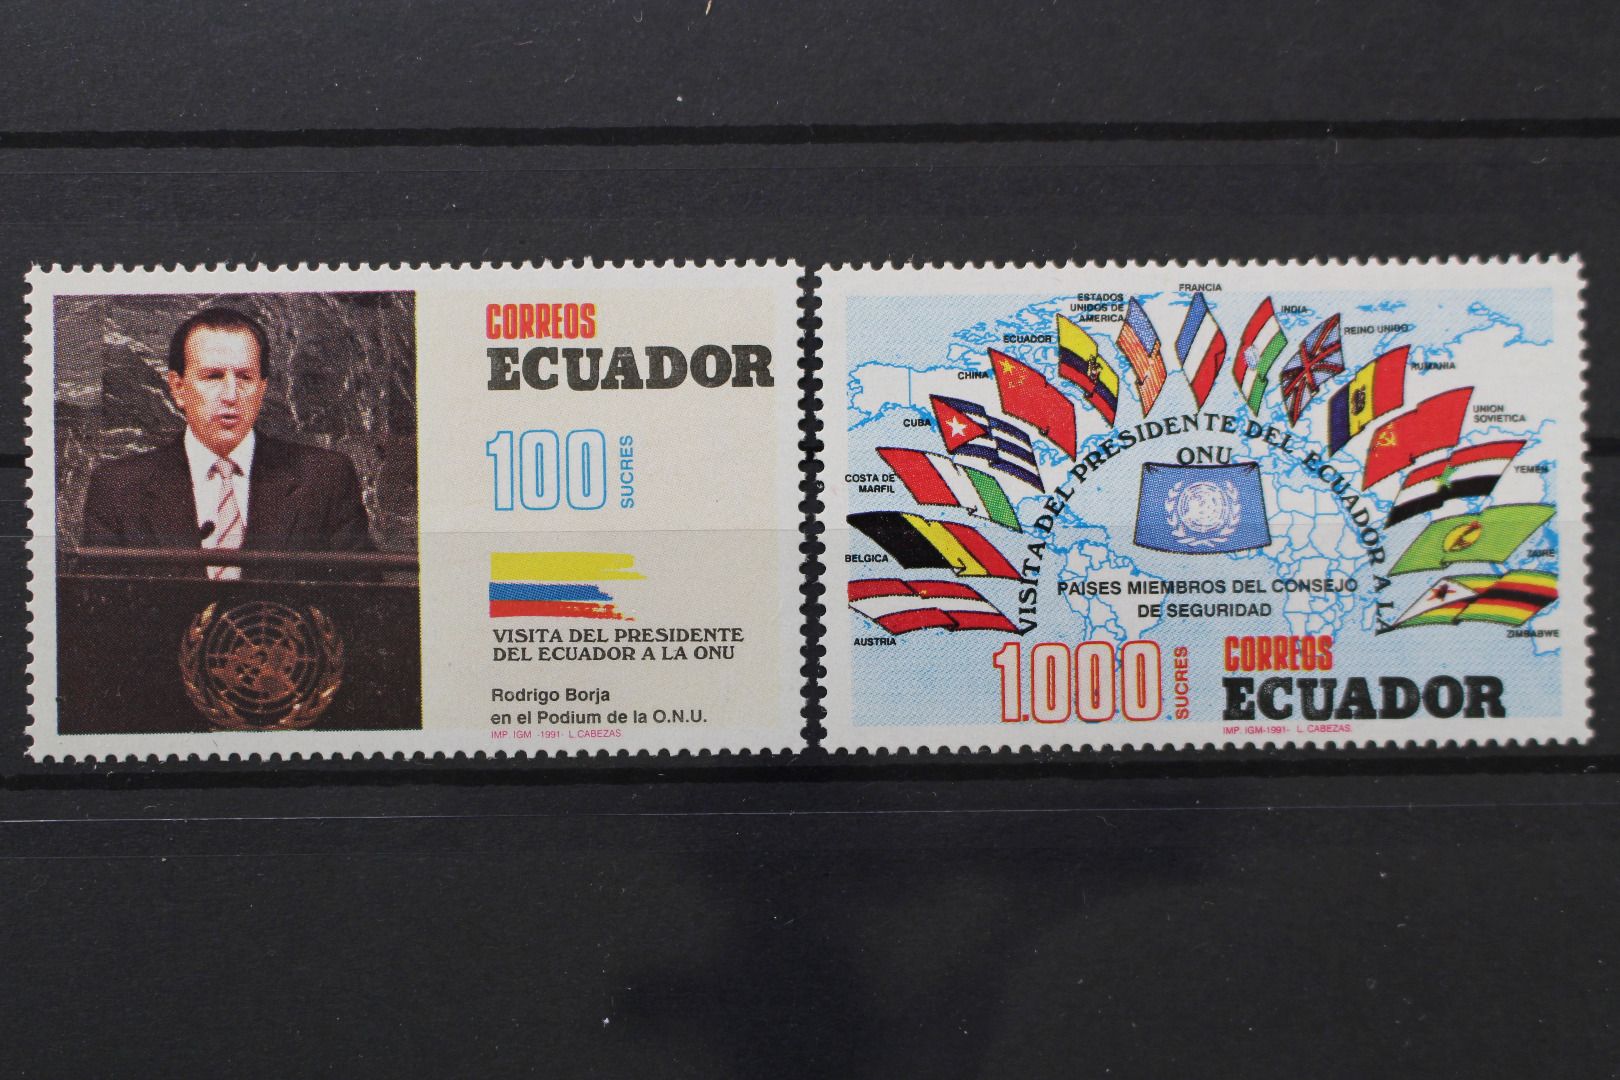 CORREOS
ECUADOR
100
SUCRES
VISITA DEL PRESIDENTE
DEL ECUADOR A LA ONU
Rodrigo Borja
en el Podium de la O.N.U.
IMP. IGM -1991- L.CABEZAS.
AUSTRIA
BELGICA
COSTA DE
MARFIL
CUBA
CHINA
ECUADOR
ESTADOS
UNIDOS DE
AMERICA
FRANCIA
INDIA
REINO UNIDO
RUMANIA
UNION
SOVIETICA
YEMEN
ZAIRE
ZIMBABWE
VISITA DEL PRESIDENTE DEL ECUADOR A LA
ONU
PAISES MIEMBROS DEL CONSEJO
DE SEGURIDAD
1.000
SUCRES
CORREOS
ECUADOR
IMP. IGM-1991- L. CABEZAS.